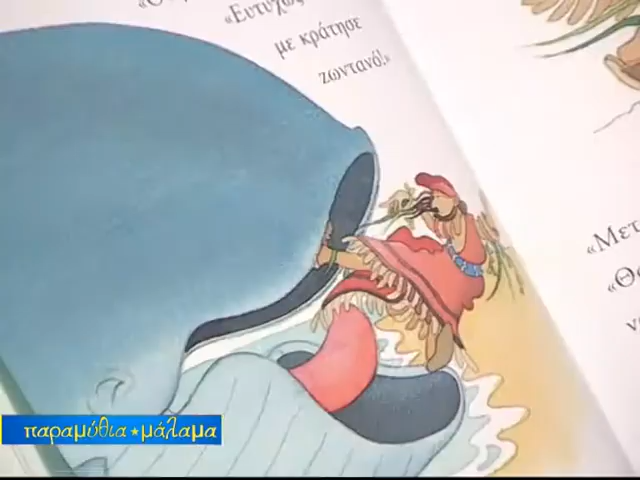 «Ευτυχώς
με κράτησε
ζωντανό!»
«Μετ
«Θ
παραμύθια★μάλαμα